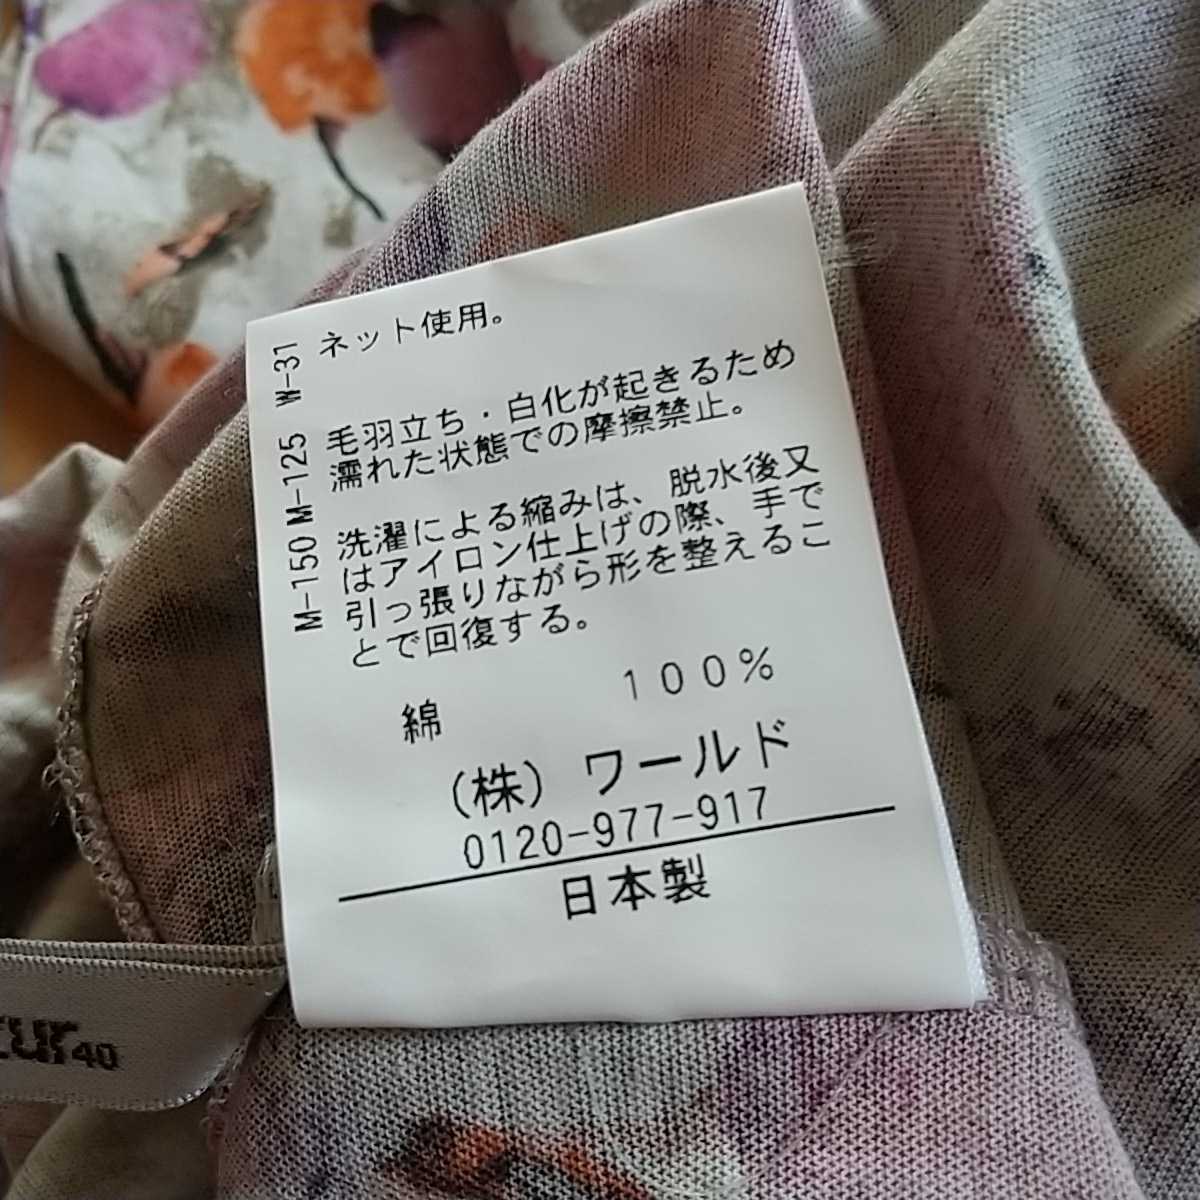 ネット使用。
毛羽立ち・白化が起きるため
濡れた状態での摩擦禁止。
洗濯による縮みは、脱水後又
はアイロン仕上げの際、手で
引っ張りながら形を整えるこ
とで回復する。
綿 100%
(株) ワールド
0120-977-917
日本製
M-150 M-125 W-31
40